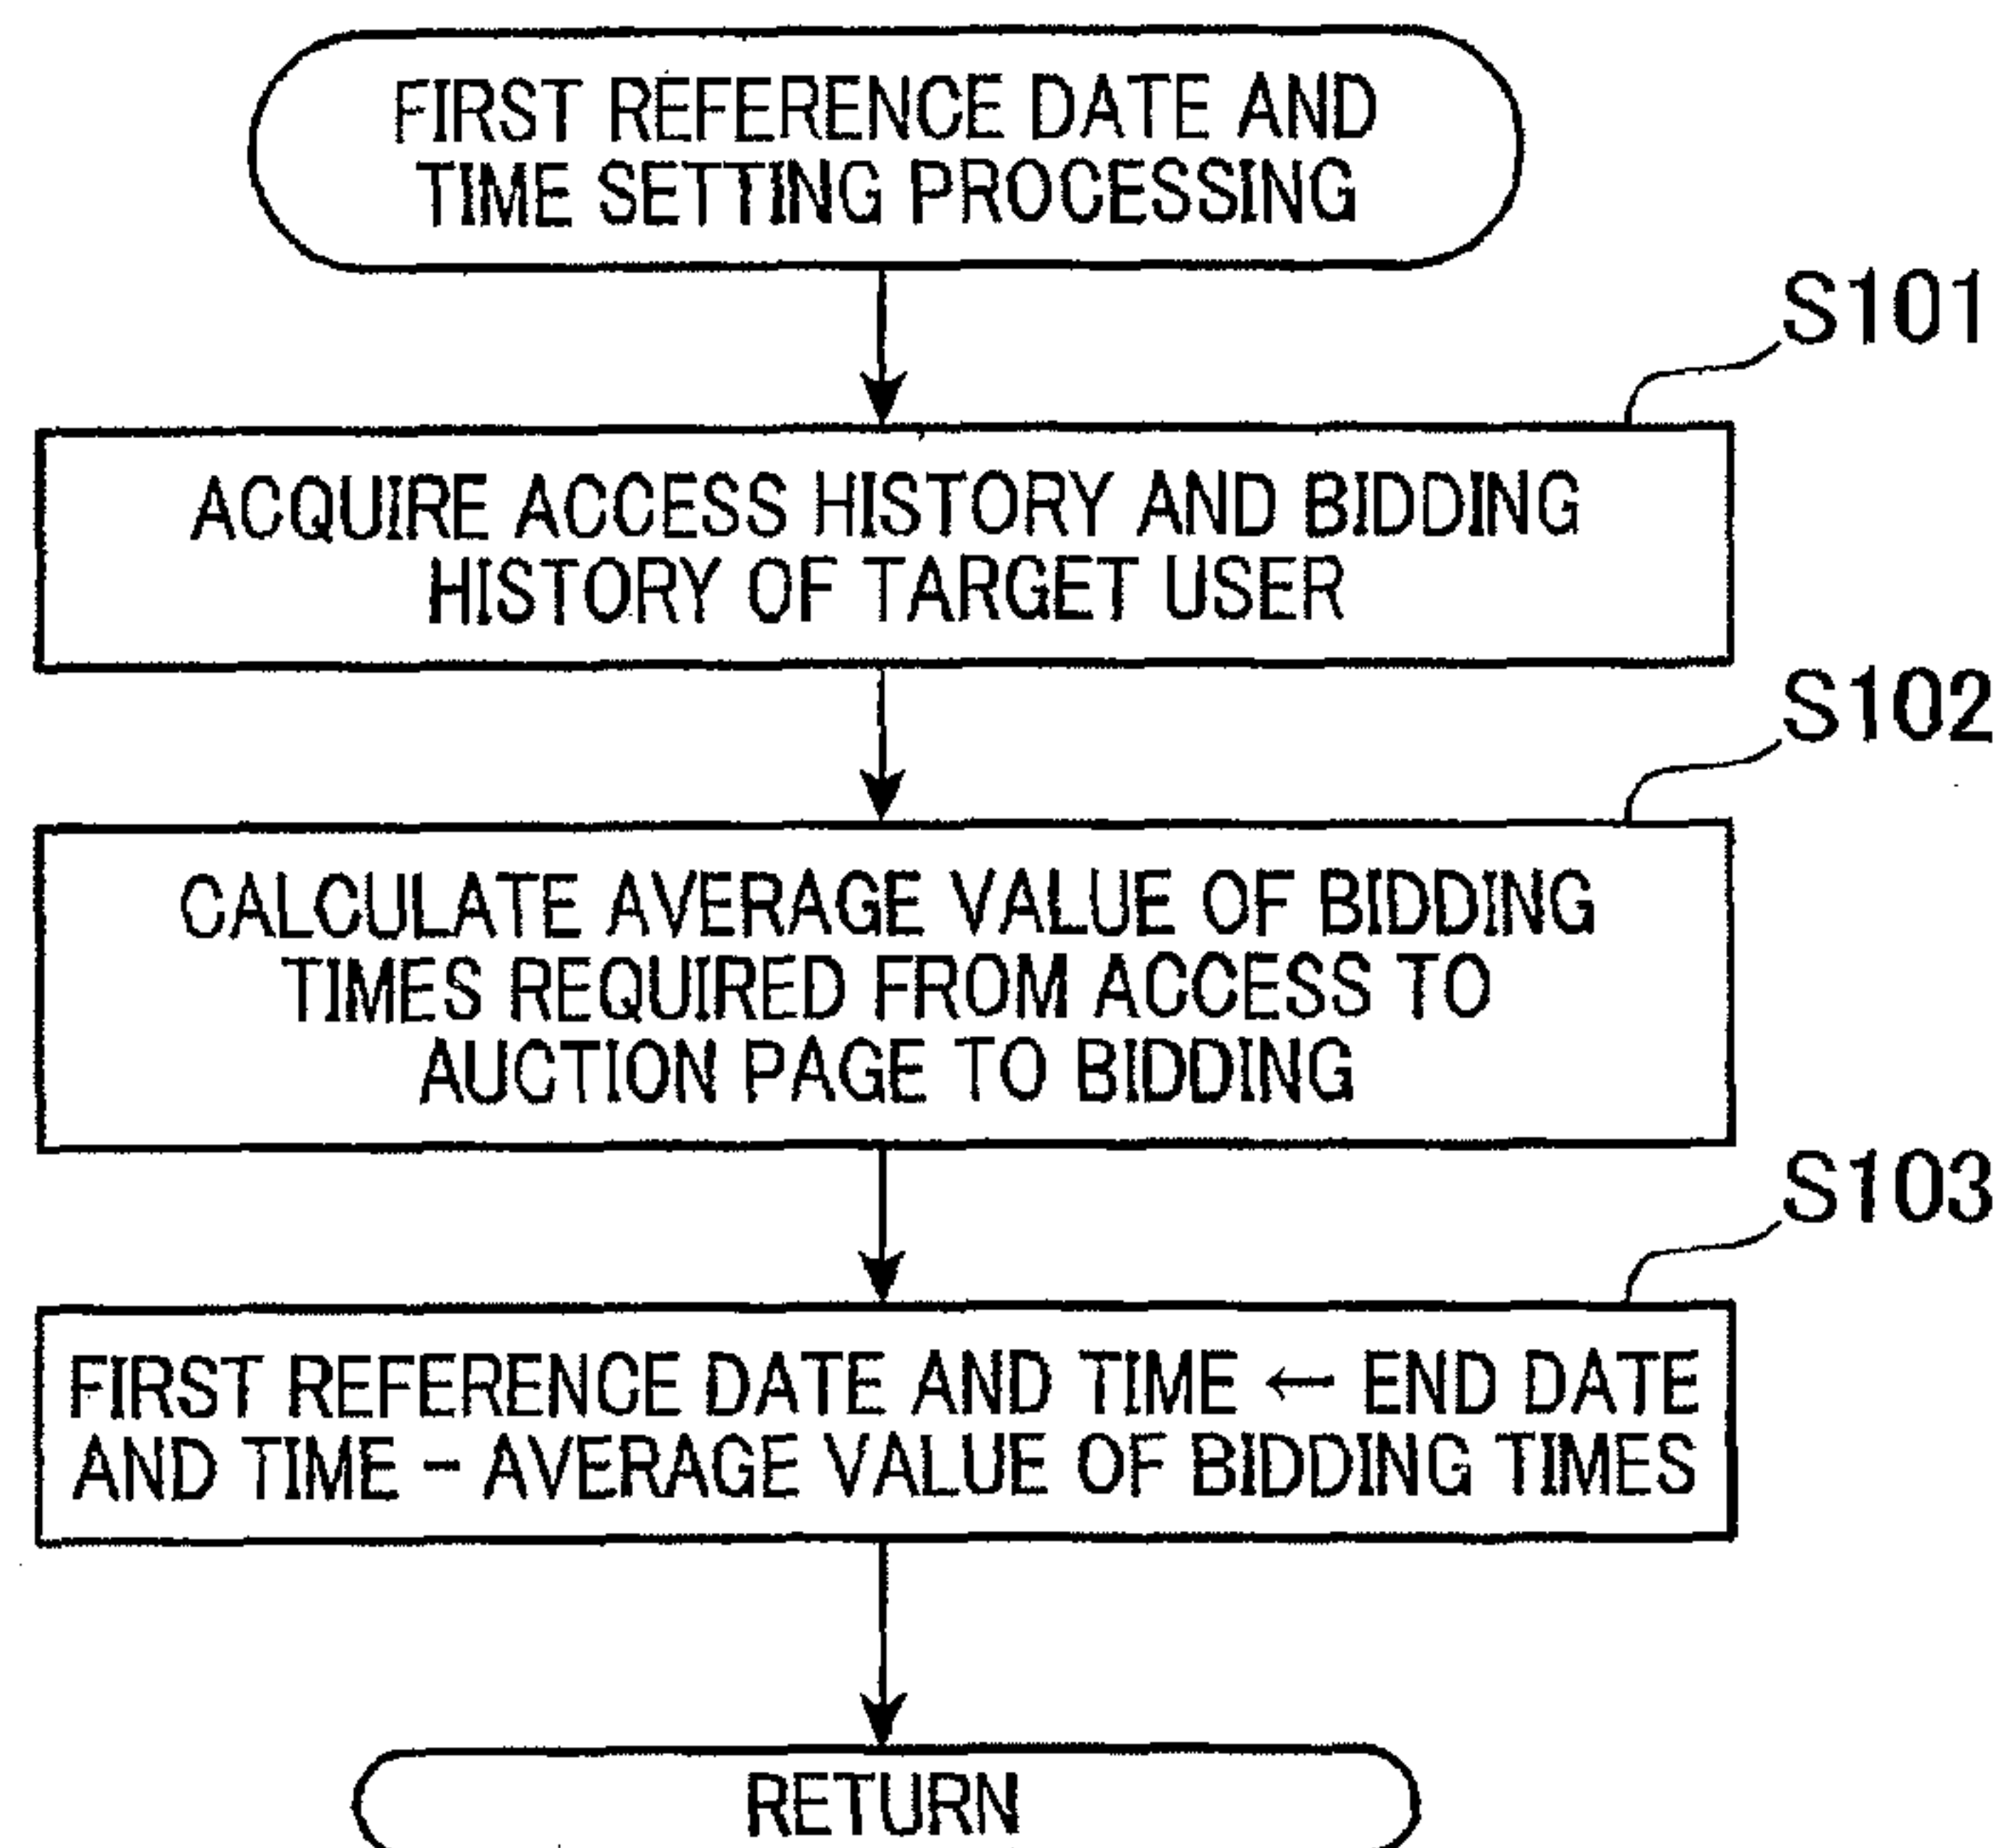 FIRST REFERENCE DATE AND
TIME SETTING PROCESSING
S101
ACQUIRE ACCESS HISTORY AND BIDDING
HISTORY OF TARGET USER
S102
CALCULATE AVERAGE VALUE OF BIDDING
TIMES REQUIRED FROM ACCESS TO
AUCTION PAGE TO BIDDING
S103
FIRST REFERENCE DATE AND TIME ← END DATE
AND TIME - AVERAGE VALUE OF BIDDING TIMES
RETURN